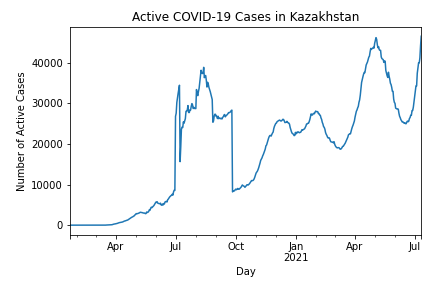 Active COVID-19 Cases in Kazakhstan
Number of Active Cases
40000
30000
20000
10000
0
Apr Jul Oct Jan Apr Jul
2021
Day